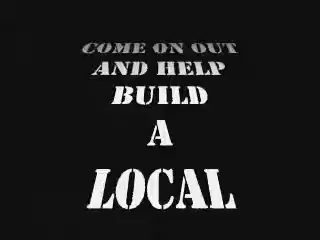 COME ON OUT
AND HELP
BUILD
A
LOCAL